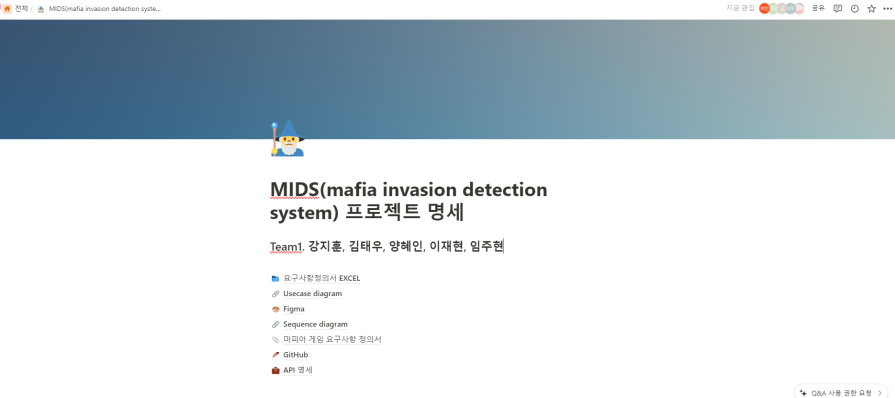 전체 / MIDS(mafia invasion detection syste...
지금 편집 공유
MIDS(mafia invasion detection
system) 프로젝트 명세
Team1. 강지훈, 김태우, 양혜인, 이재현, 임주현
요구사항정의서 EXCEL
Usecase diagram
Figma
Sequence diagram
마피아 게임 요구사항 정의서
GitHub
API 명세
Q&A 사용 권한 요청